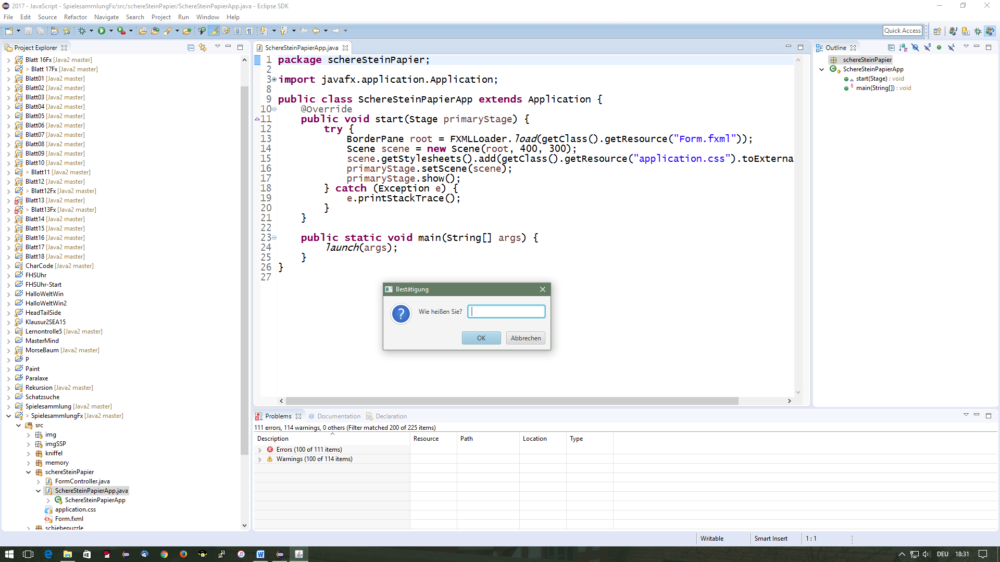 2017 - JavaScript - SpielesammlungFx/src/schereSteinPapier/SchereSteinPapierApp.java - Eclipse SDK
File Edit Source Refactor Navigate Search Project Run Window Help
Quick Access
Project Explorer
Blatt 16Fx [Java2 master]
> Blatt 17Fx [Java2 master]
Blatt01 [Java2 master]
Blatt02 [Java2 master]
Blatt03 [Java2 master]
Blatt04 [Java2 master]
Blatt05 [Java2 master]
Blatt06 [Java2 master]
Blatt07 [Java2 master]
Blatt08 [Java2 master]
Blatt09 [Java2 master]
Blatt10 [Java2 master]
> Blatt11 [Java2 master]
Blatt12 [Java2 master]
> Blatt12Fx [Java2 master]
Blatt13 [Java2 master]
> Blatt13Fx [Java2 master]
Blatt14 [Java2 master]
Blatt15 [Java2 master]
Blatt16 [Java2 master]
Blatt17 [Java2 master]
Blatt18 [Java2 master]
CharCode [Java2 master]
FHSUhr
FHSUhr-Start
HalloWeltWin
HalloWeltWin2
HeadTailSide
Klausur2SEA15
Lernontrolle5 [Java2 master]
MasterMind
MorseBaum [Java2 master]
P
Paint
Paralaxe
Rekursion [Java2 master]
Schatzsuche
Spielesammlung [Java2 master]
> SpielesammlungFx [Java2 master]
src
img
imgSSP
kniffel
memory
schereSteinPapier
FormController.java
SchereSteinPapierApp.java
SchereSteinPapierApp
application.css
Form.fxml
schiebepuzzle
SchereSteinPapierApp.java
1 package schereSteinPapier;
2
3 import javafx.application.Application;
8
9 public class SchereSteinPapierApp extends Application {
10 @Override
11 public void start(Stage primaryStage) {
12 try {
13 BorderPane root = FXMLLoader.load(getClass().getResource("Form.fxml"));
14 Scene scene = new Scene(root, 400, 300);
15 scene.getStylesheets().add(getClass().getResource("application.css").toExterna
16 primaryStage.setScene(scene);
17 primaryStage.show();
18 } catch (Exception e) {
19 e.printStackTrace();
20 }
21 }
22
23 public static void main(String[] args) {
24 launch(args);
25 }
26 }
27
Bestätigung
Wie heißen Sie?
OK Abbrechen
Outline
schereSteinPapier
SchereSteinPapierApp
start(Stage) : void
main(String[]) : void
Problems @ Documentation Declaration
111 errors, 114 warnings, 0 others (Filter matched 200 of 225 items)
Description Resource Path Location Type
Errors (100 of 111 items)
Warnings (100 of 114 items)
Writable Smart Insert 1 : 1
DEU 18:31